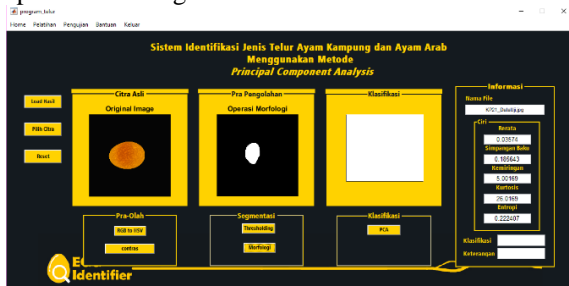 program_telur
Home Pelatihan Pengujian Bantuan Keluar
Sistem Identifikasi Jenis Telur Ayam Kampung dan Ayam Arab
Menggunakan Metode
Principal Component Analysis
Load Hasil
Pilih Citra
Reset
Citra Asli
Original Image
Pra Pengolahan
Operasi Morfologi
Klasifikasi
Pra-Olah
RGB to HSV
contras
Segmentasi
Thresholding
Morfologi
Klasifikasi
PCA
Informasi
Nama File
Ciri
Rerata
0.03574
Simpangan Baku
0.185643
Kemiringan
5.00169
Kurtosis
26.0169
Entropi
0.222407
Klasifikasi
Keterangan
Identifier